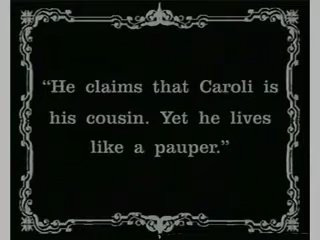 “He claims that Caroli is
his cousin. Yet he lives
like a pauper.”